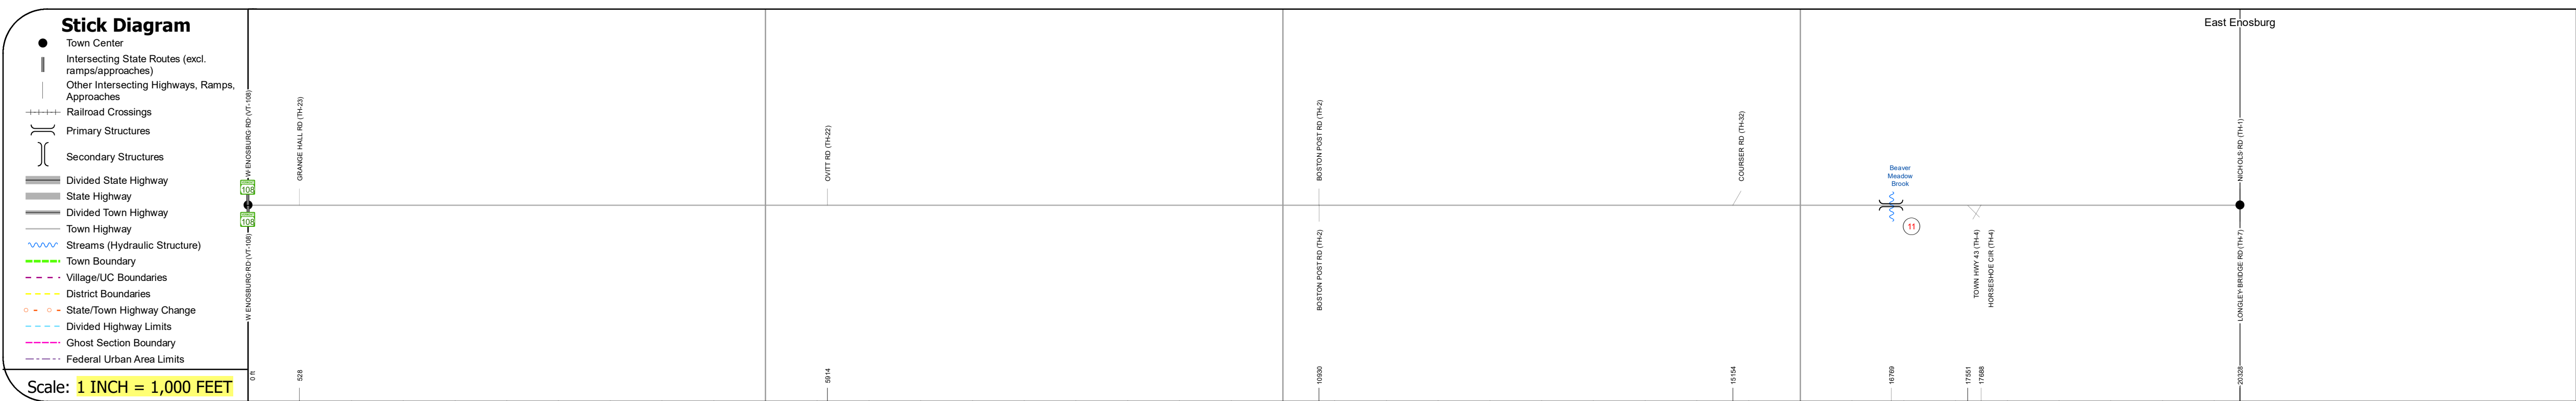 Stick Diagram
Town Center
Intersecting State Routes (excl.
ramps/approaches)
Other Intersecting Highways, Ramps,
Approaches
Railroad Crossings
Primary Structures
Secondary Structures
Divided State Highway
State Highway
Divided Town Highway
Town Highway
Streams (Hydraulic Structure)
Town Boundary
Village/UC Boundaries
District Boundaries
State/Town Highway Change
Divided Highway Limits
Ghost Section Boundary
Federal Urban Area Limits
Scale: 1 INCH = 1,000 FEET
East Enosburg
W ENOSBURG RD (VT-108)
GRANGE HALL RD (TH-23)
OVITT RD (TH-22)
BOSTON POST RD (TH-2)
COURSER RD (TH-32)
Beaver
Meadow
Brook
NICHOLS RD (TH-1)
108
108
11
W ENOSBURG RD (VT-108)
BOSTON POST RD (TH-2)
TOWN HWY 43 (TH-4)
HORSESHOE CIR (TH-4)
LONGLEY-BRIDGE RD (TH-7)
0 ft
528
5914
10930
15154
16769
17551
17688
20328